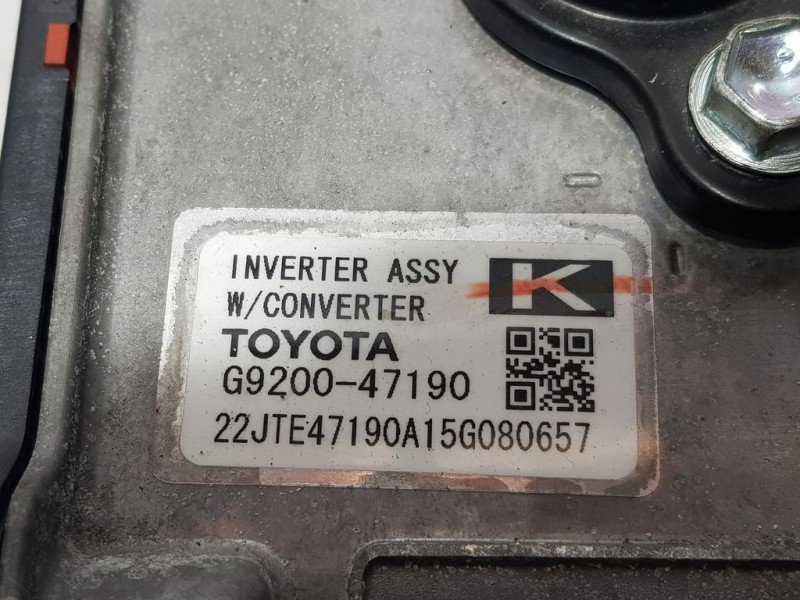 INVERTER ASSY
K
W/CONVERTER
TOYOTA
G9200-47190
22JTE47190A15G080657